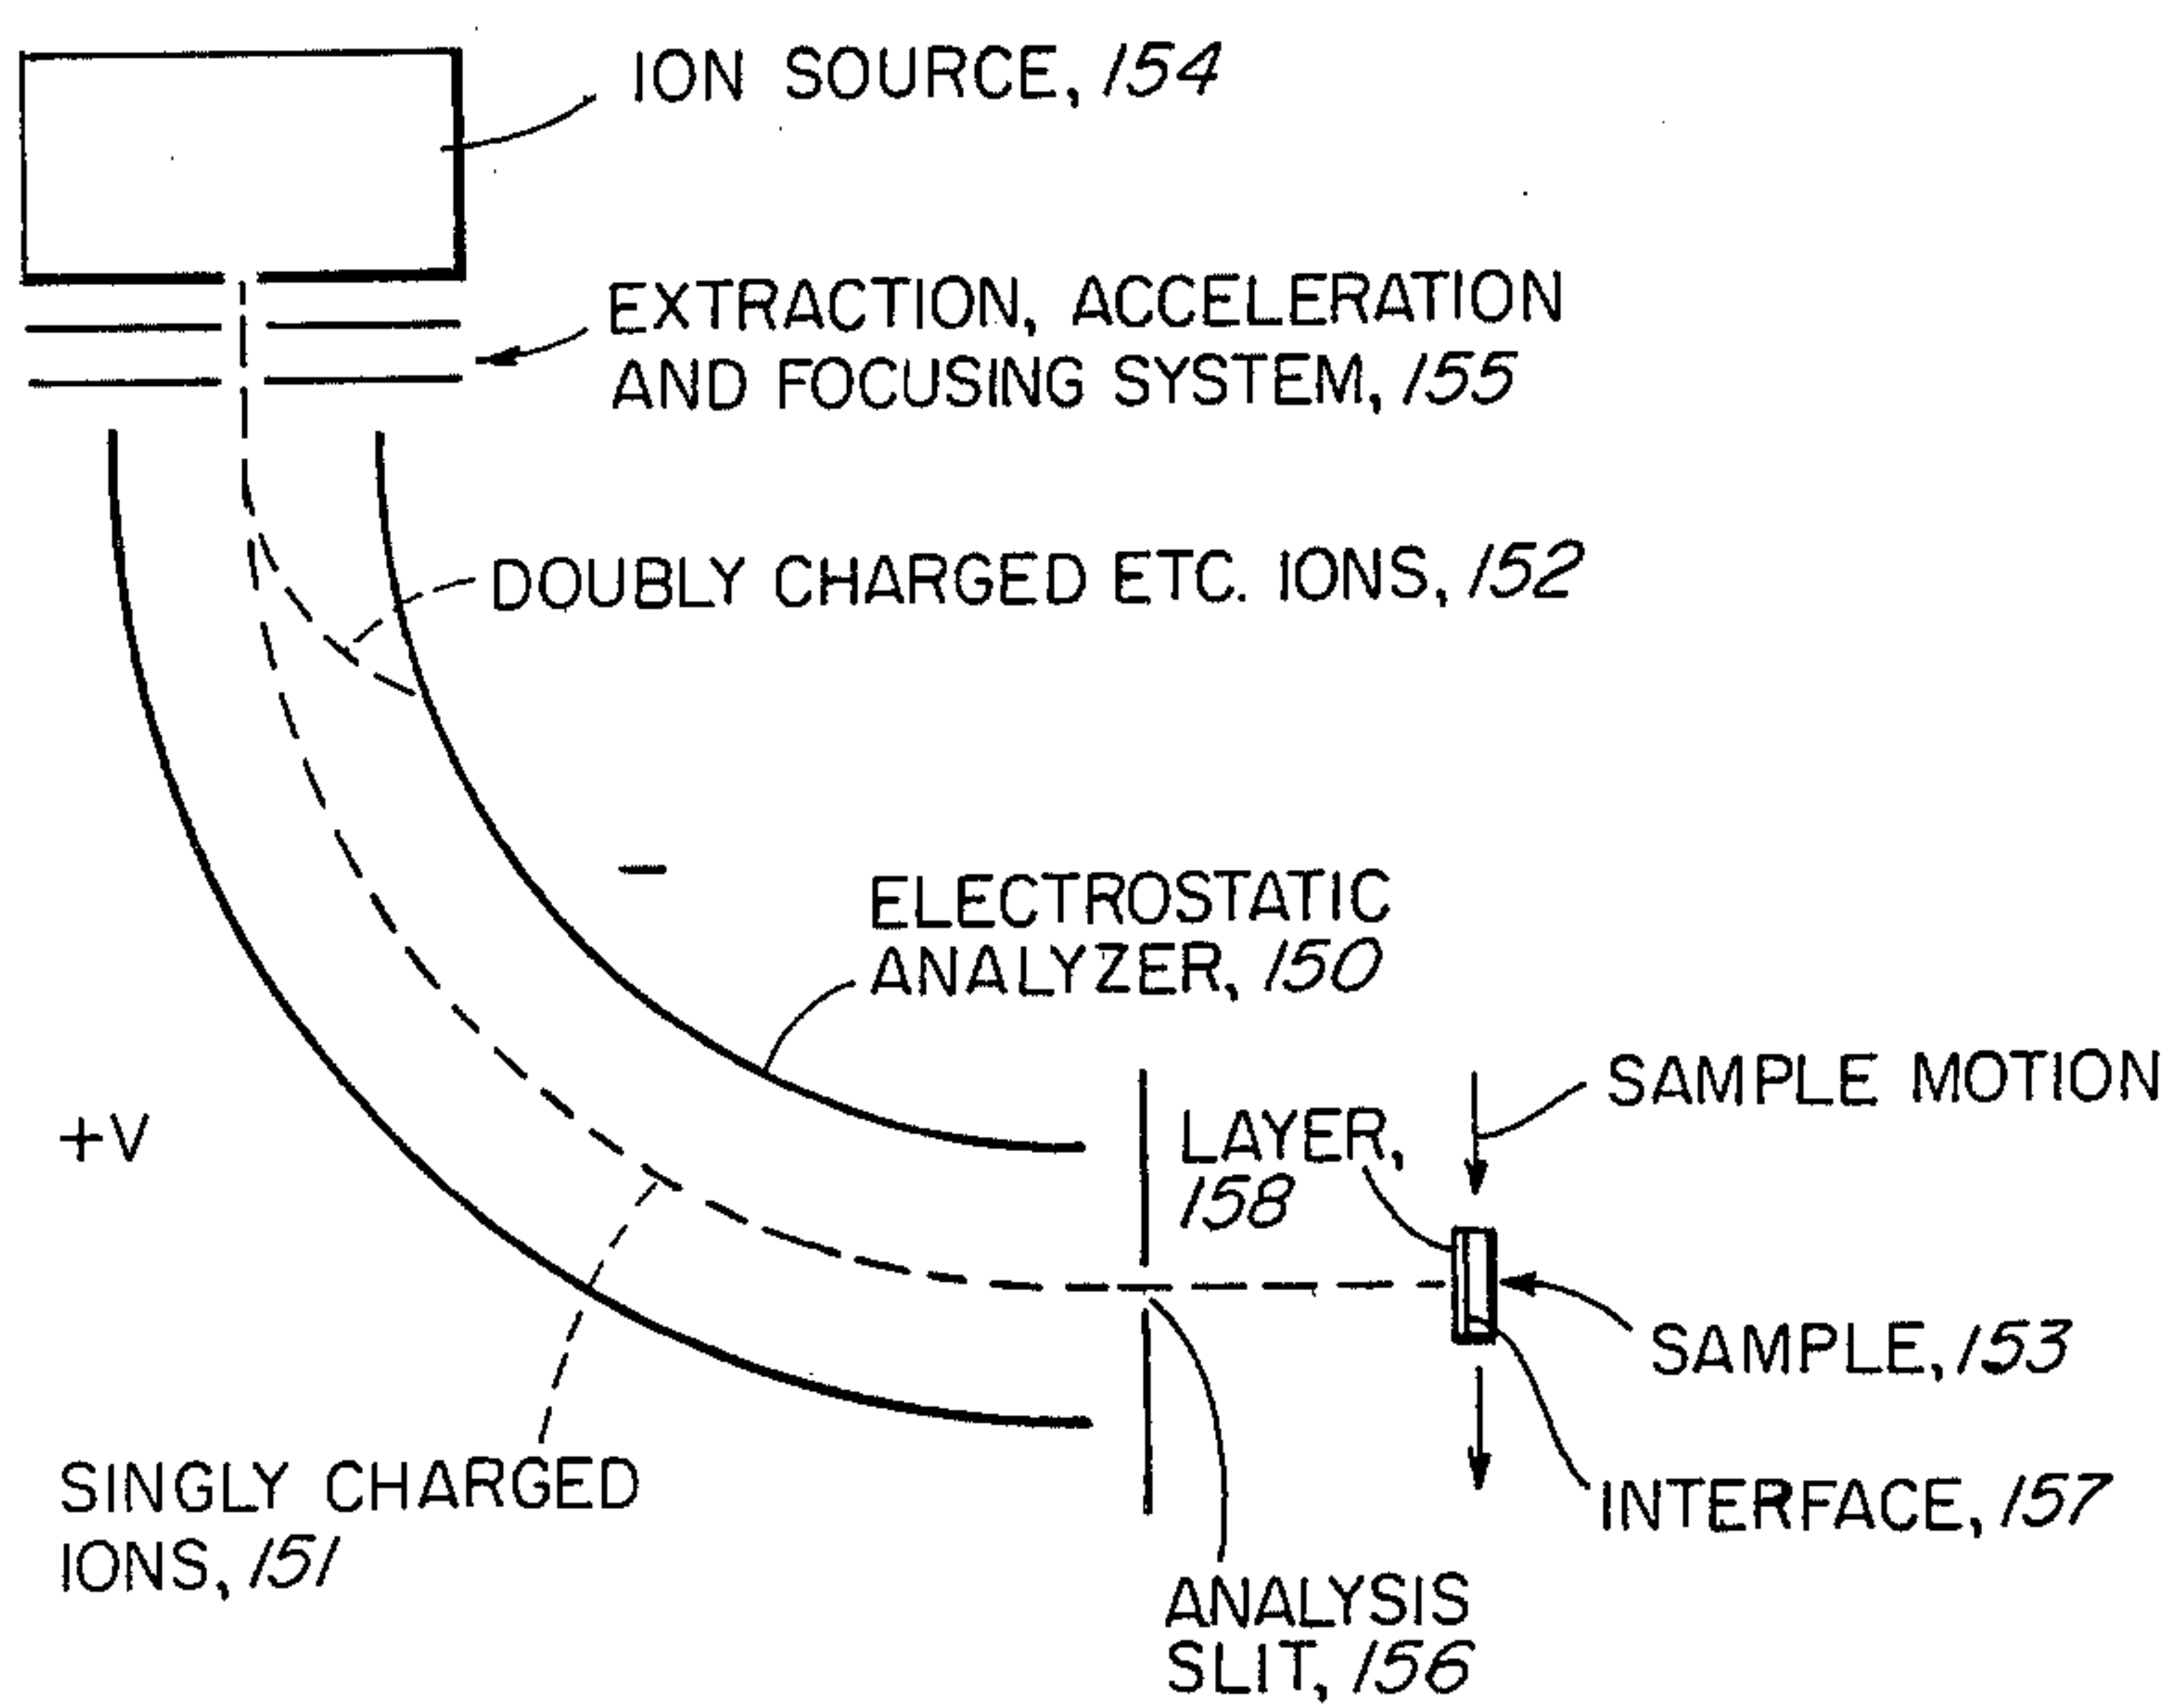 ION SOURCE, 154
EXTRACTION, ACCELERATION
AND FOCUSING SYSTEM, 155
DOUBLY CHARGED ETC. IONS, 152
–
ELECTROSTATIC
ANALYZER, 150
+V
SAMPLE MOTION
LAYER,
158
SAMPLE, 153
INTERFACE, 157
SINGLY CHARGED
IONS, 151
ANALYSIS
SLIT, 156